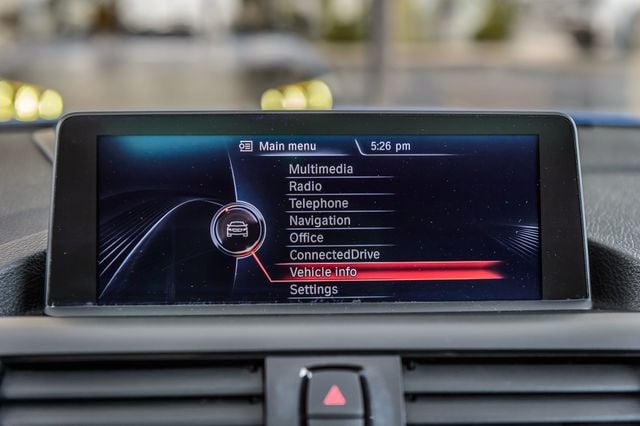 Main menu 5:26 pm
Multimedia
Radio
Telephone
Navigation
Office
ConnectedDrive
Vehicle info
Settings